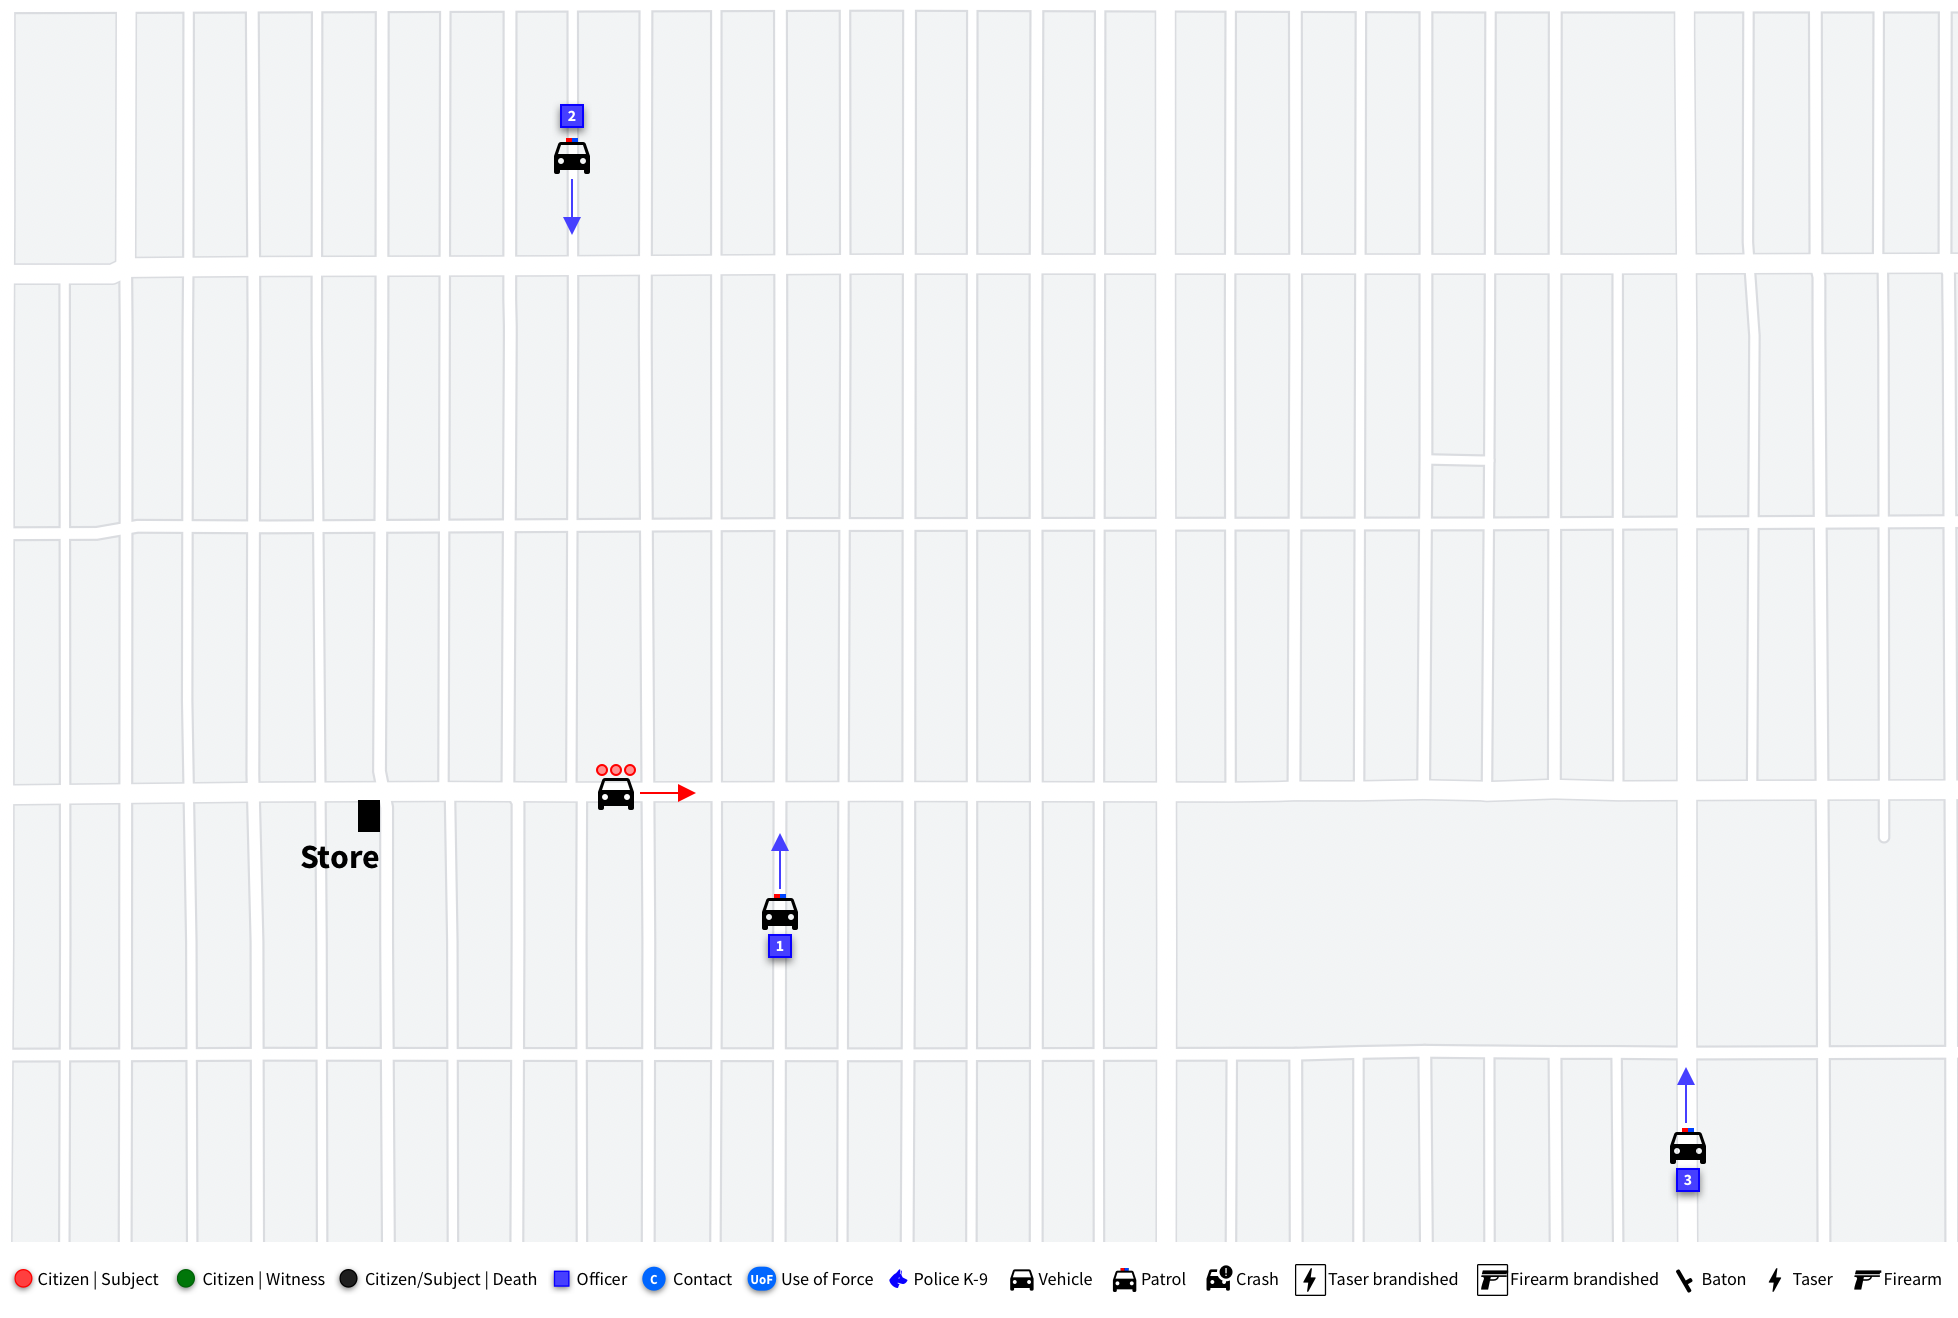 2
Store
1
3
Citizen | Subject
Citizen | Witness
Citizen/Subject | Death
Officer
C Contact
UoF Use of Force
Police K-9
Vehicle
Patrol
! Crash
Taser brandished
Firearm brandished
Baton
Taser
Firearm